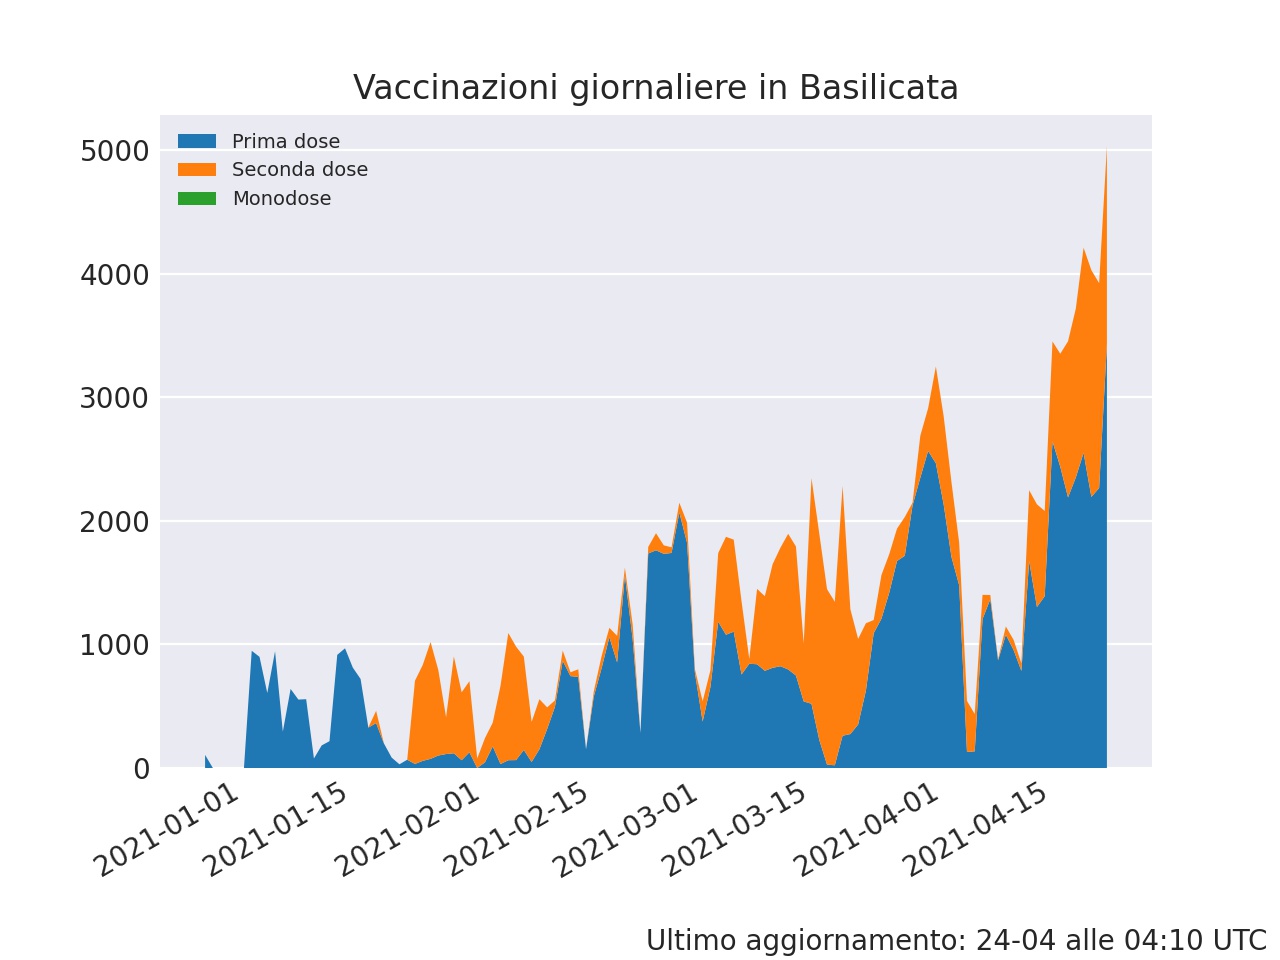 Vaccinazioni giornaliere in Basilicata
Prima dose
Seconda dose
Monodose
5000
4000
3000
2000
1000
0
2021-01-01
2021-01-15
2021-02-01
2021-02-15
2021-03-01
2021-03-15
2021-04-01
2021-04-15
Ultimo aggiornamento: 24-04 alle 04:10 UTC